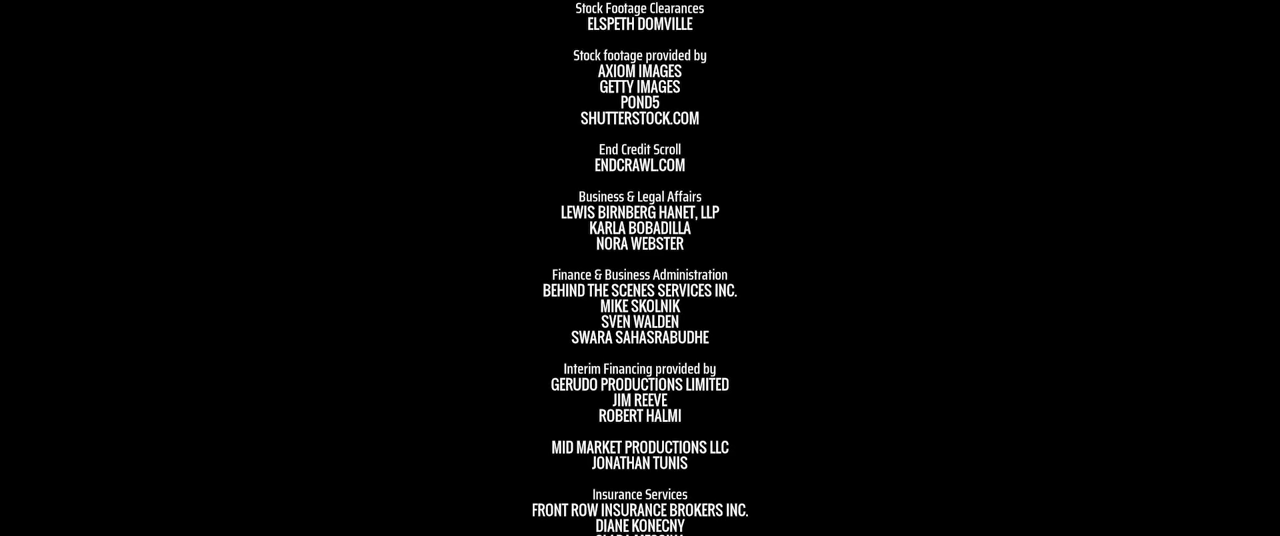 Stock Footage Clearances
ELSPETH DOMVILLE
Stock footage provided by
AXIOM IMAGES
GETTY IMAGES
POND5
SHUTTERSTOCK.COM
End Credit Scroll
ENDCRAWL.COM
Business & Legal Affairs
LEWIS BIRNBERG HANET, LLP
KARLA BOBADILLA
NORA WEBSTER
Finance & Business Administration
BEHIND THE SCENES SERVICES INC.
MIKE SKOLNIK
SVEN WALDEN
SWARA SAHASRABUDHE
Interim Financing provided by
GERUDO PRODUCTIONS LIMITED
JIM REEVE
ROBERT HALMI
MID MARKET PRODUCTIONS LLC
JONATHAN TUNIS
Insurance Services
FRONT ROW INSURANCE BROKERS INC.
DIANE KONECNY